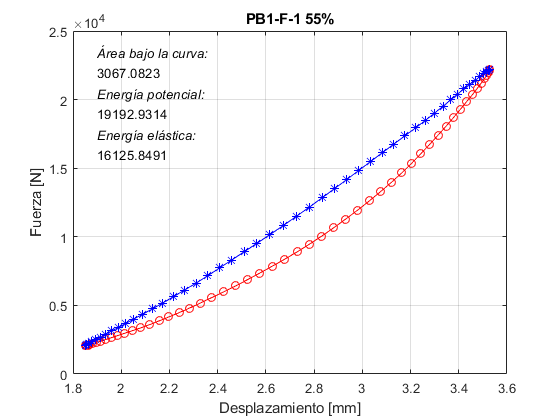 PB1-F-1 55%
×10⁴
Área bajo la curva:
3067.0823
Energía potencial:
19192.9314
Energía elástica:
16125.8491
2.5
2
1.5
1
0.5
0
Fuerza [N]
1.8 2 2.2 2.4 2.6 2.8 3 3.2 3.4 3.6
Desplazamiento [mm]